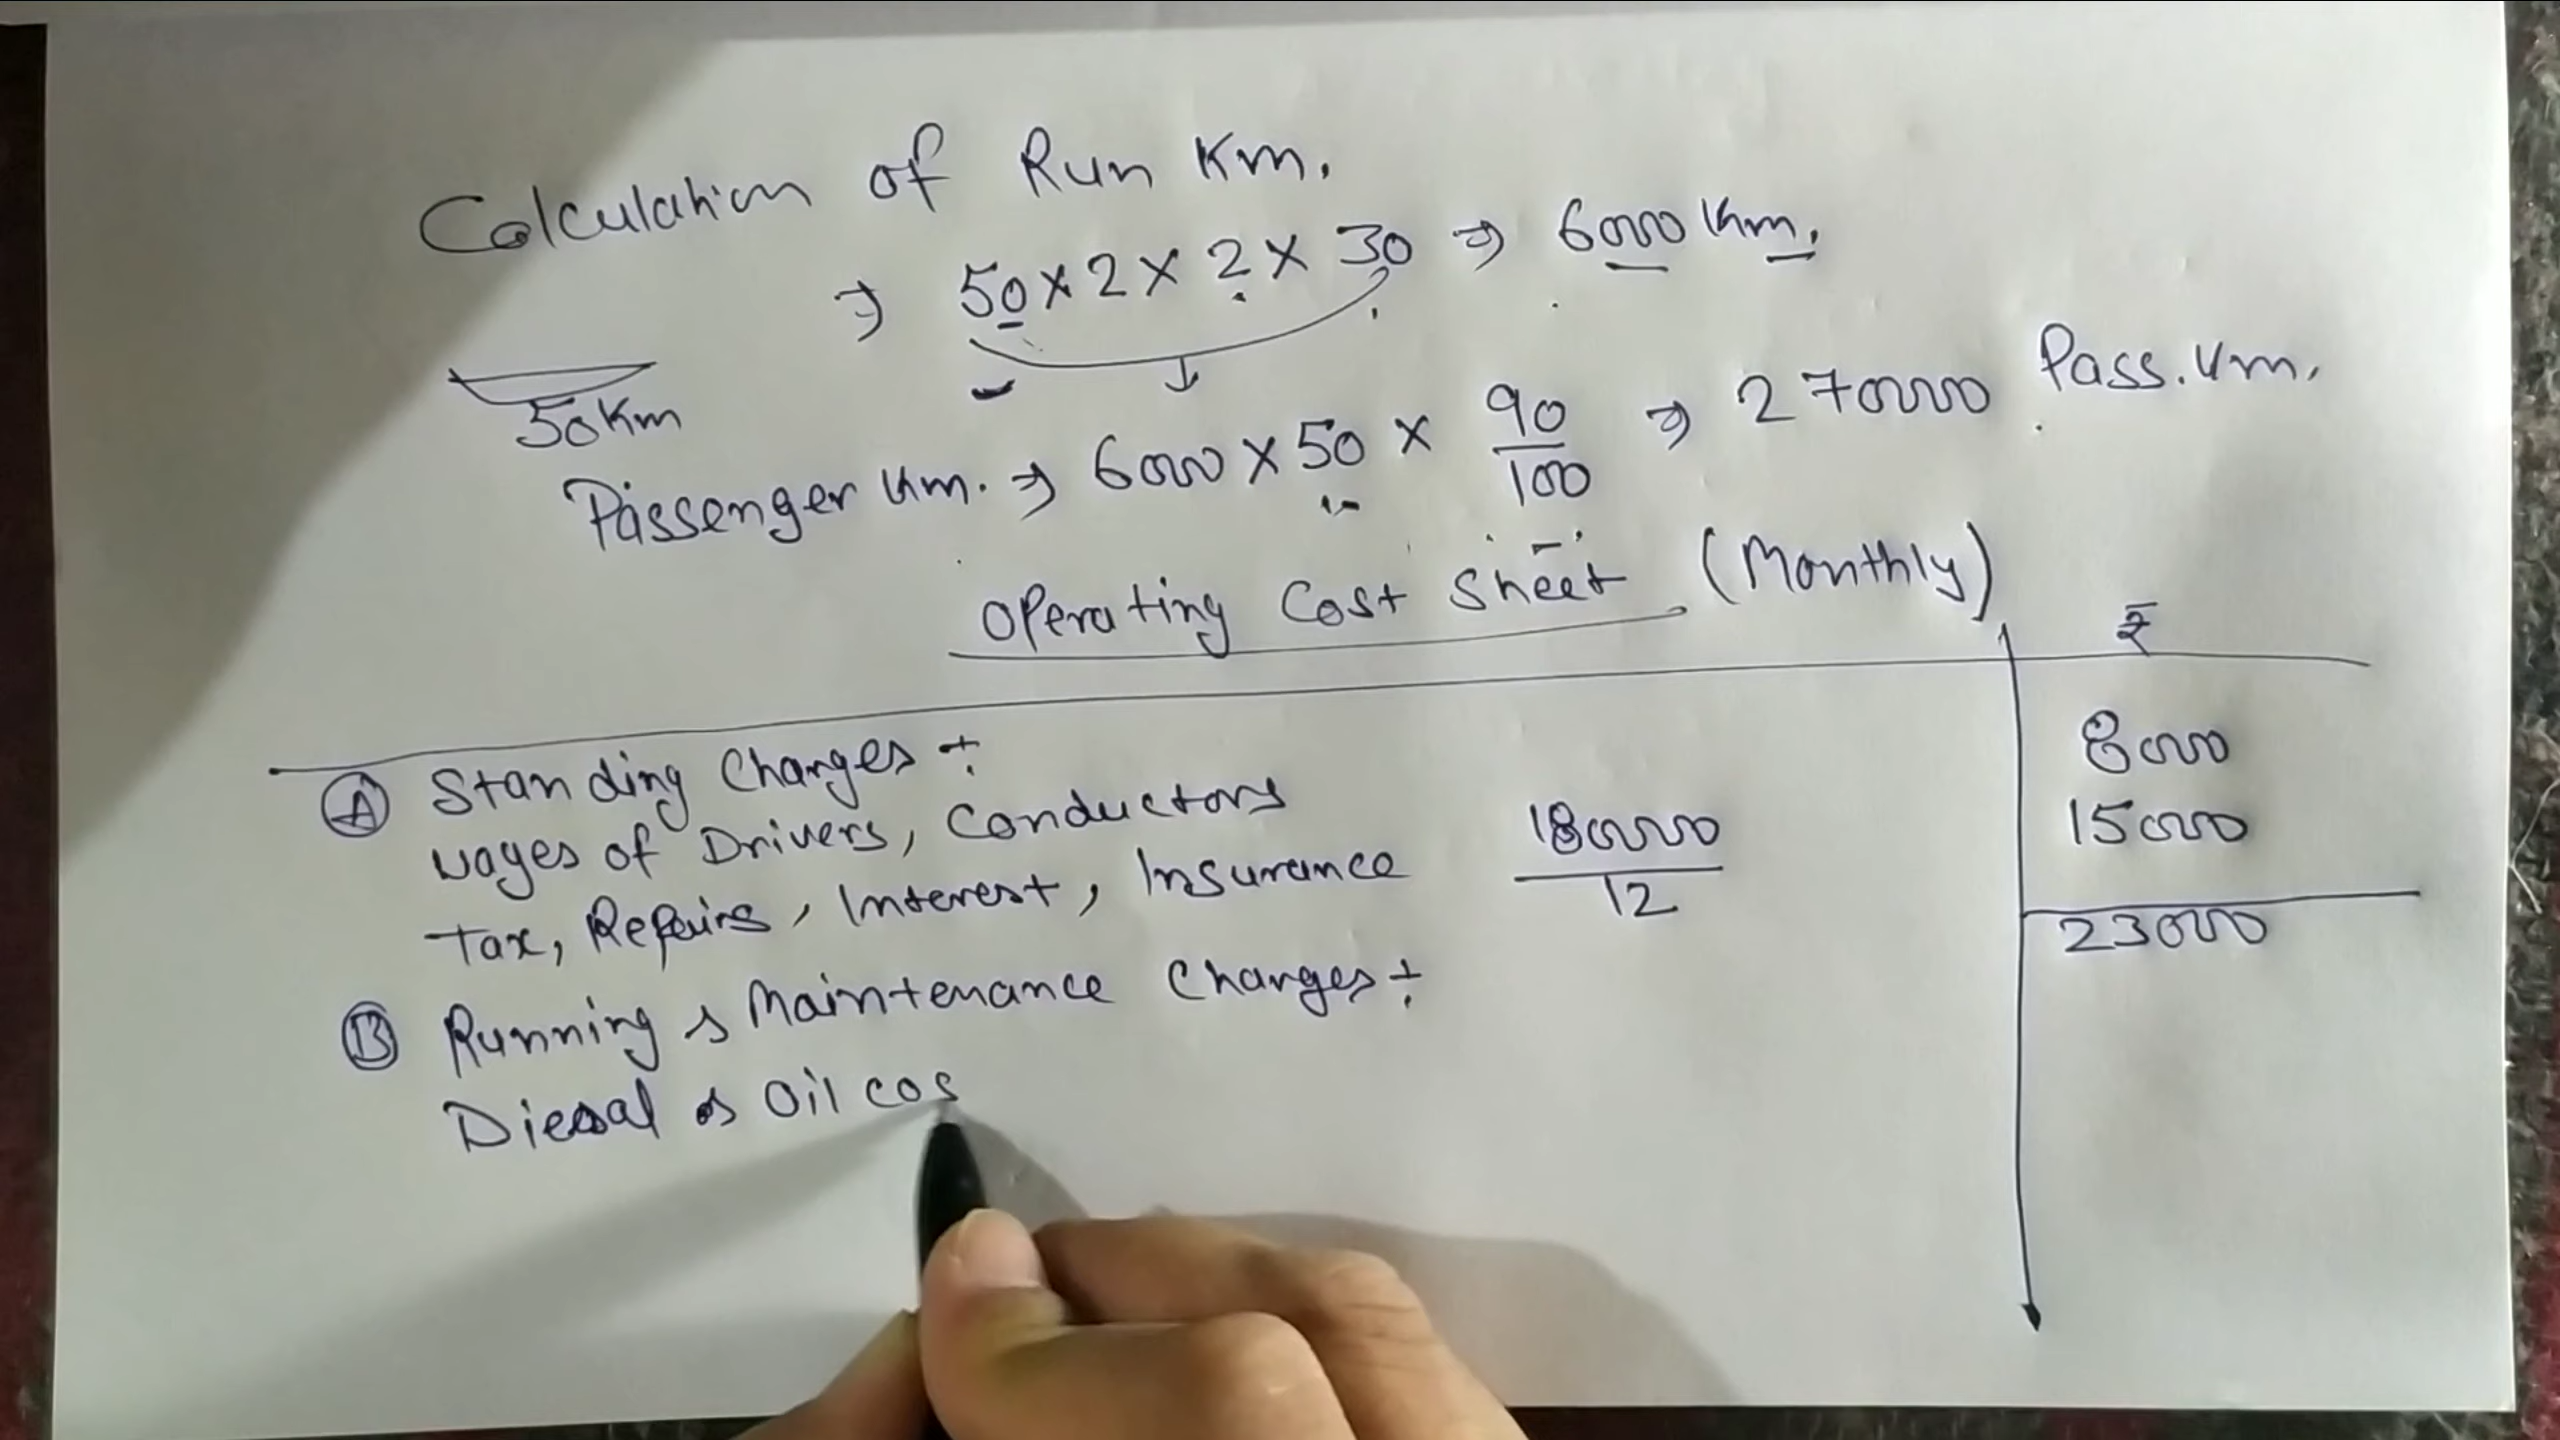 Calculation of Run Km.
⇒ 50 × 2 × 2 × 30 ⇒ 6000 Km.
50 Km
Passenger Km. ⇒ 6000 × 50 × 90/100 ⇒ 270000 Pass. Km.
Operating Cost Sheet (Monthly)
₹
(A) Standing Charges ÷
wages of Drivers, Conductors 8000
Tax, Repairs, Interest, Insurance 180000/12 15000
23000
(B) Running & Maintenance Charges ÷
Diesal & Oil cos